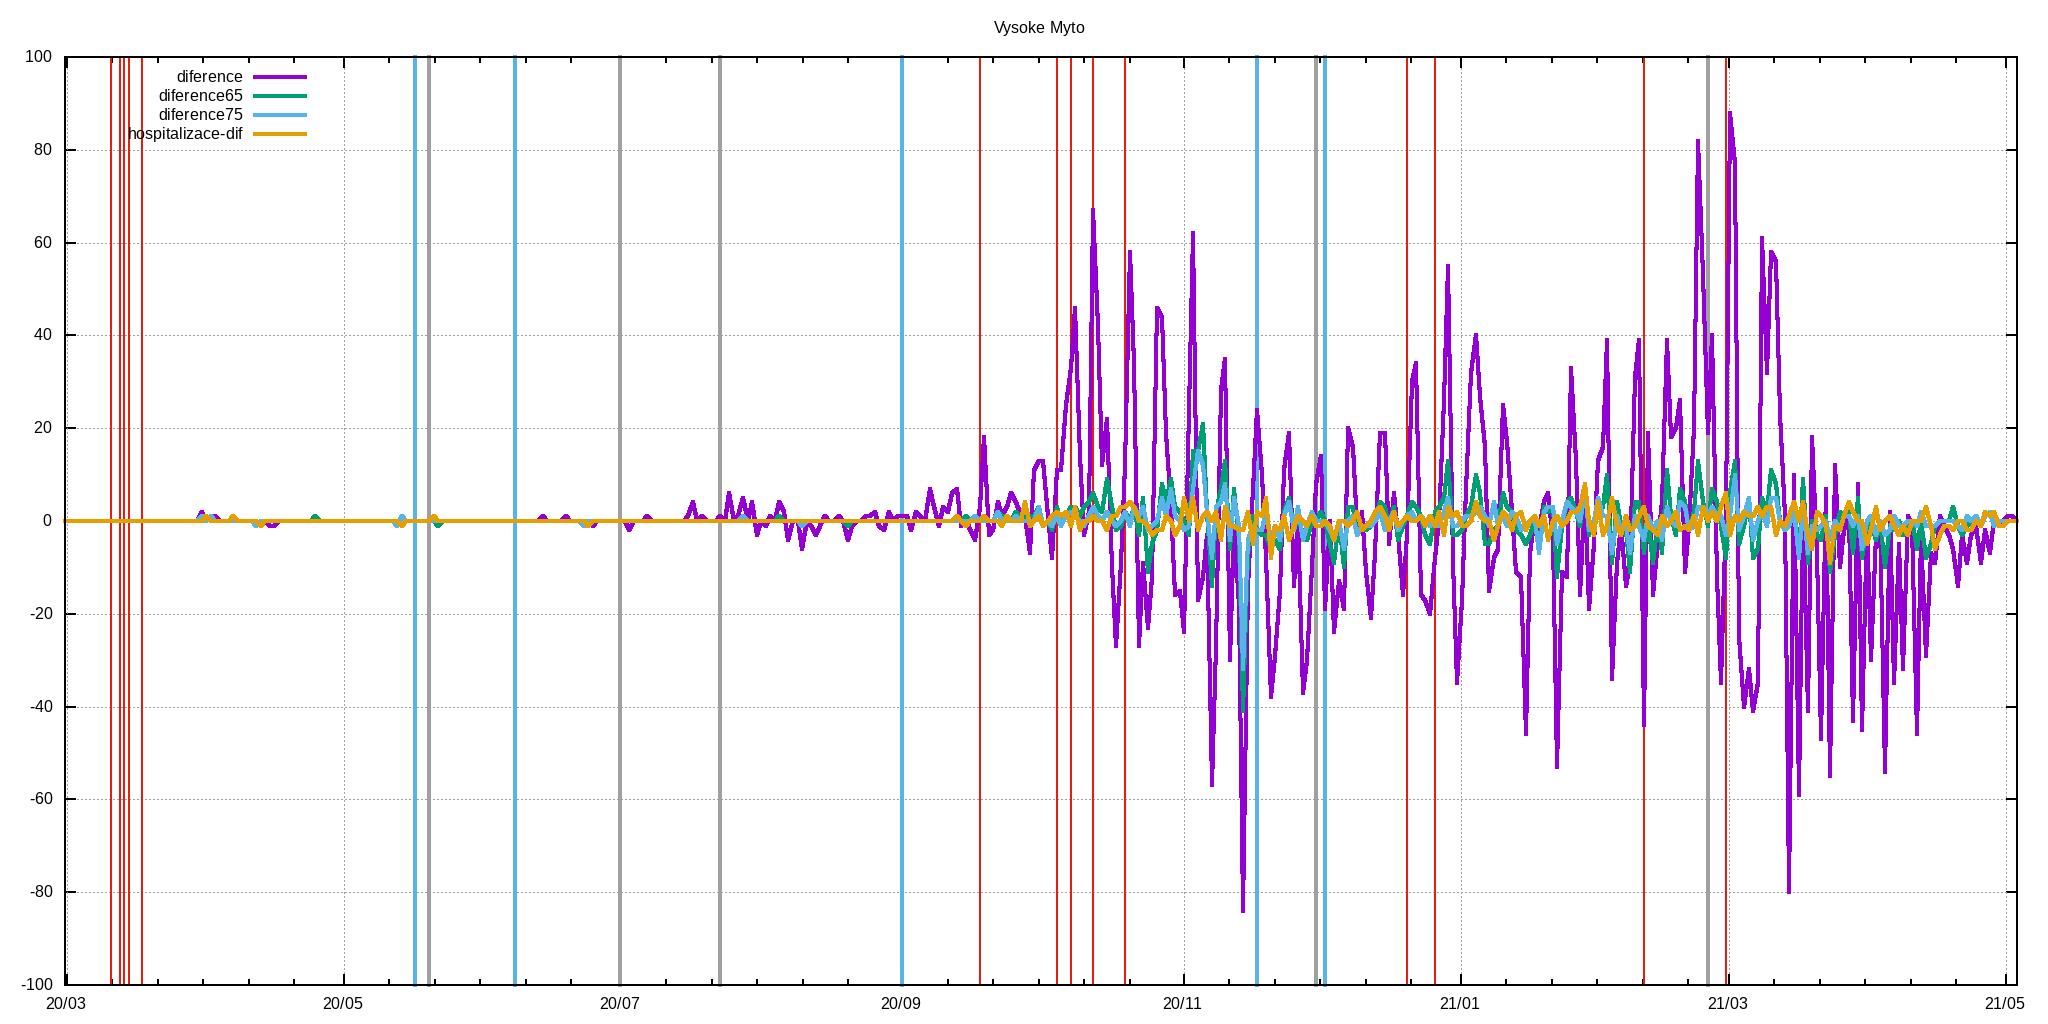 Vysoke Myto
100
80
60
40
20
0
-20
-40
-60
-80
-100
diference
diference65
diference75
hospitalizace-dif
20/03 20/05 20/07 20/09 20/11 21/01 21/03 21/05